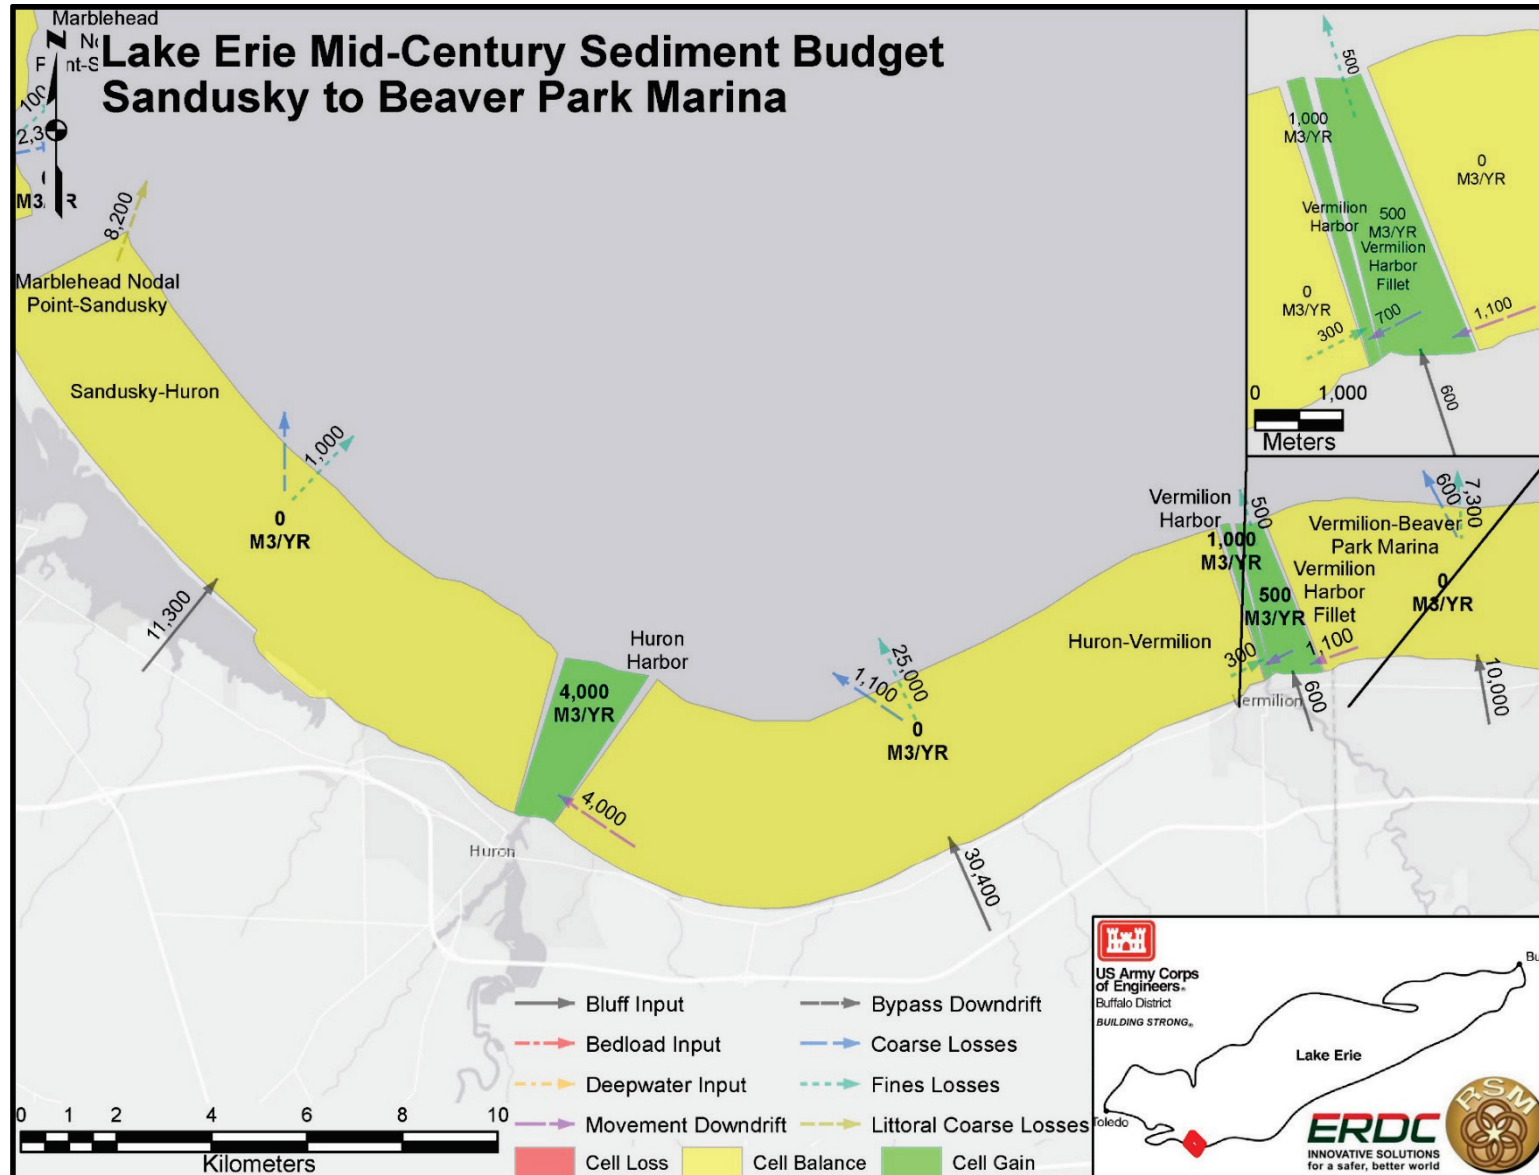 Marblehead
Lake Erie Mid-Century Sediment Budget
Sandusky to Beaver Park Marina
100
M3/YR
8,200
Marblehead Nodal
Point-Sandusky
Sandusky-Huron
1,000
0
M3/YR
11,300
Huron
Harbor
4,000
M3/YR
4,000
Huron
1,100
25,000
0
M3/YR
30,400
Huron-Vermilion
Vermilion
Harbor
500
1,000
M3/YR
500
M3/YR
300
1,100
600
Vermilion
Vermilion-Beaver
Park Marina
Vermilion
Harbor
Fillet
600
7,300
0
M3/YR
10,000
500
1,000
M3/YR
Vermilion
Harbor
500
M3/YR
Vermilion
Harbor
Fillet
0
M3/YR
0
M3/YR
300
700
1,100
600
0 1,000
Meters
Bluff Input
Bedload Input
Deepwater Input
Movement Downdrift
Bypass Downdrift
Coarse Losses
Fines Losses
Littoral Coarse Losses
Cell Loss
Cell Balance
Cell Gain
0 1 2 4 6 8 10
Kilometers
US Army Corps
of Engineers®
Buffalo District
BUILDING STRONG®
Bu
Lake Erie
Toledo
ERDC
INNOVATIVE SOLUTIONS
for a safer, better world
RSM